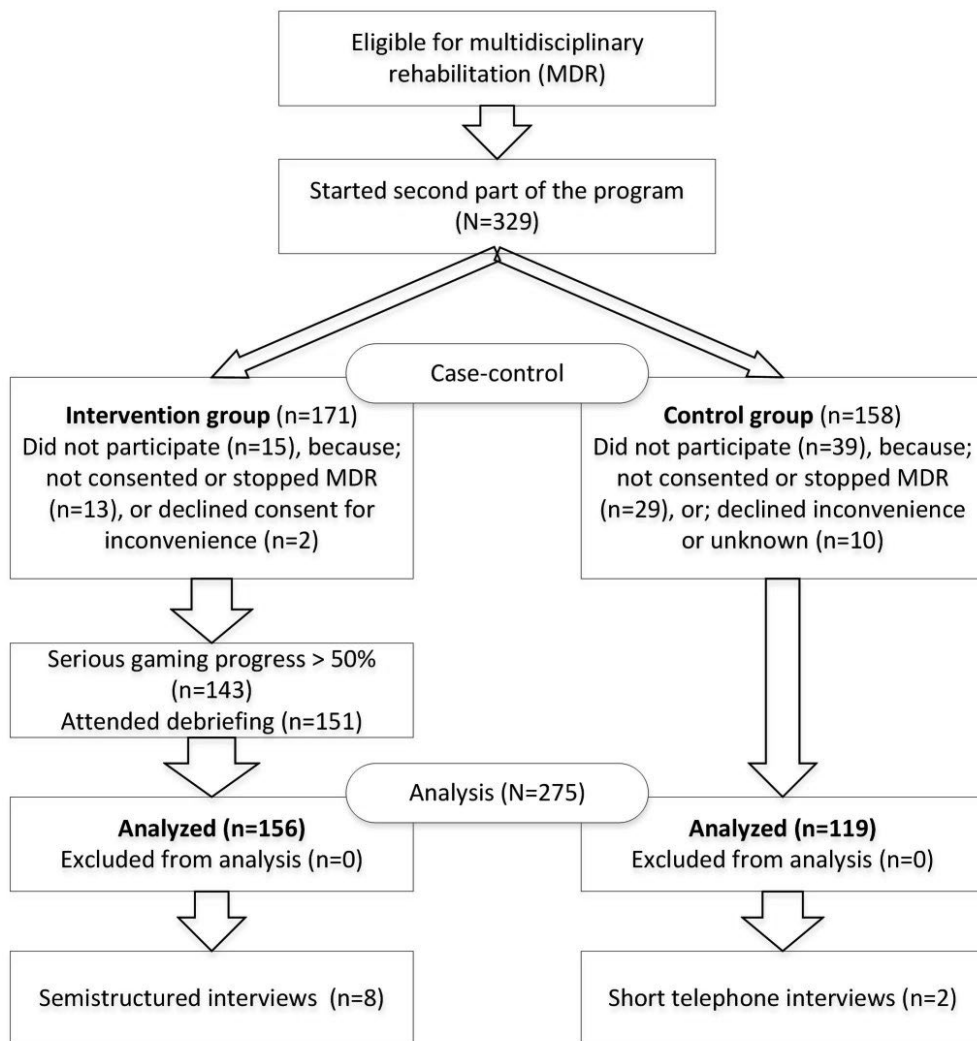 Eligible for multidisciplinary
rehabilitation (MDR)
Started second part of the program
(N=329)
Case-control
Intervention group (n=171)
Did not participate (n=15), because;
not consented or stopped MDR
(n=13), or declined consent for
inconvenience (n=2)
Control group (n=158)
Did not participate (n=39), because;
not consented or stopped MDR
(n=29), or; declined inconvenience
or unknown (n=10)
Serious gaming progress > 50%
(n=143)
Attended debriefing (n=151)
Analysis (N=275)
Analyzed (n=156)
Excluded from analysis (n=0)
Analyzed (n=119)
Excluded from analysis (n=0)
Semistructured interviews (n=8)
Short telephone interviews (n=2)